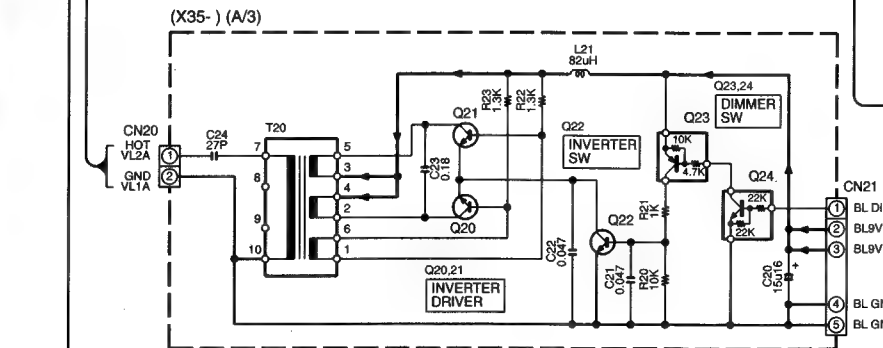 (X35- ) (A/3)
L21
82uH
Q23,24
DIMMER
SW
R23
1.3K
R22
1.3K
Q21
Q22
INVERTER
SW
Q23
10K
4.7K
CN20
HOT
VL2A
1
GND
VL1A
2
C24
27P
T20
7
8
9
10
5
3
4
2
6
1
C23
0.18
Q20
Q24
22K
22K
CN21
1
BL Di
2
BL9V
3
BL9V
4
BL GN
5
BL GN
R21
1K
Q22
C22
0.047
C21
0.047
R20
10K
C20
15u16
+
Q20,21
INVERTER
DRIVER